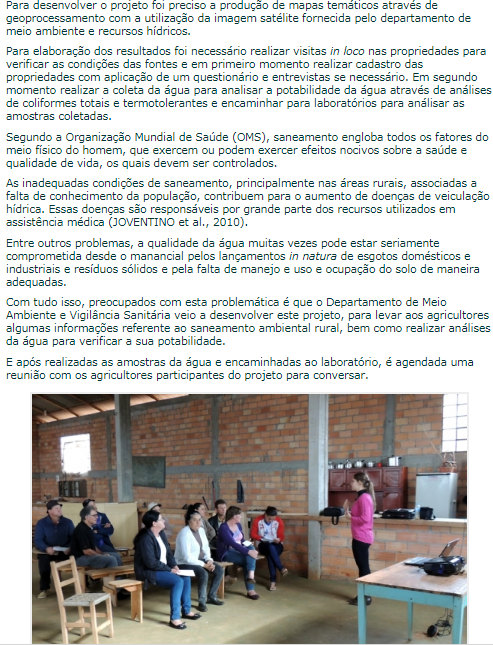 Para desenvolver o projeto foi preciso a produção de mapas temáticos através de
geoprocessamento com a utilização da imagem satélite fornecida pelo departamento de
meio ambiente e recursos hídricos.
Para elaboração dos resultados foi necessário realizar visitas in loco nas propriedades para
verificar as condições das fontes e em primeiro momento realizar cadastro das
propriedades com aplicação de um questionário e entrevistas se necessário. Em segundo
momento realizar a coleta da água para analisar a potabilidade da água através de análises
de coliformes totais e termotolerantes e encaminhar para laboratórios para análisar as
amostras coletadas.
Segundo a Organização Mundial de Saúde (OMS), saneamento engloba todos os fatores do
meio físico do homem, que exercem ou podem exercer efeitos nocivos sobre a saúde e
qualidade de vida, os quais devem ser controlados.
As inadequadas condições de saneamento, principalmente nas áreas rurais, associadas a
falta de conhecimento da população, contribuem para o aumento de doenças de veiculação
hídrica. Essas doenças são responsáveis por grande parte dos recursos utilizados em
assistência médica (JOVENTINO et al., 2010).
Entre outros problemas, a qualidade da água muitas vezes pode estar seriamente
comprometida desde o manancial pelos lançamentos in natura de esgotos domésticos e
industriais e resíduos sólidos e pela falta de manejo e uso e ocupação do solo de maneira
adequadas.
Com tudo isso, preocupados com esta problemática é que o Departamento de Meio
Ambiente e Vigilância Sanitária veio a desenvolver este projeto, para levar aos agricultores
algumas informações referente ao saneamento ambiental rural, bem como realizar análises
da água para verificar a sua potabilidade.
E após realizadas as amostras da água e encaminhadas ao laboratório, é agendada uma
reunião com os agricultores participantes do projeto para conversar.